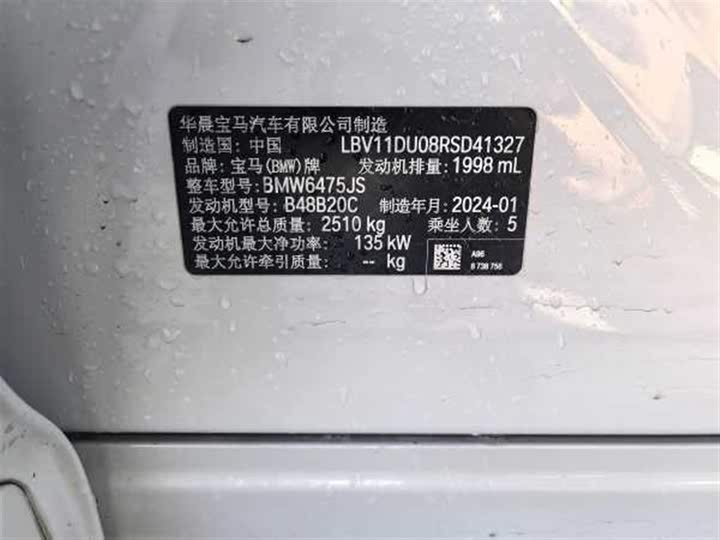 华晨宝马汽车有限公司制造
制造国：中国 LBV11DU08RSD41327
品牌：宝马(BMW)牌 发动机排量：1998 mL
整车型号：BMW6475JS
发动机型号：B48B20C 制造年月：2024-01
最大允许总质量：2510 kg 乘坐人数：5
发动机最大净功率： 135 kW
最大允许牵引质量： -- kg
A96
8 738 756